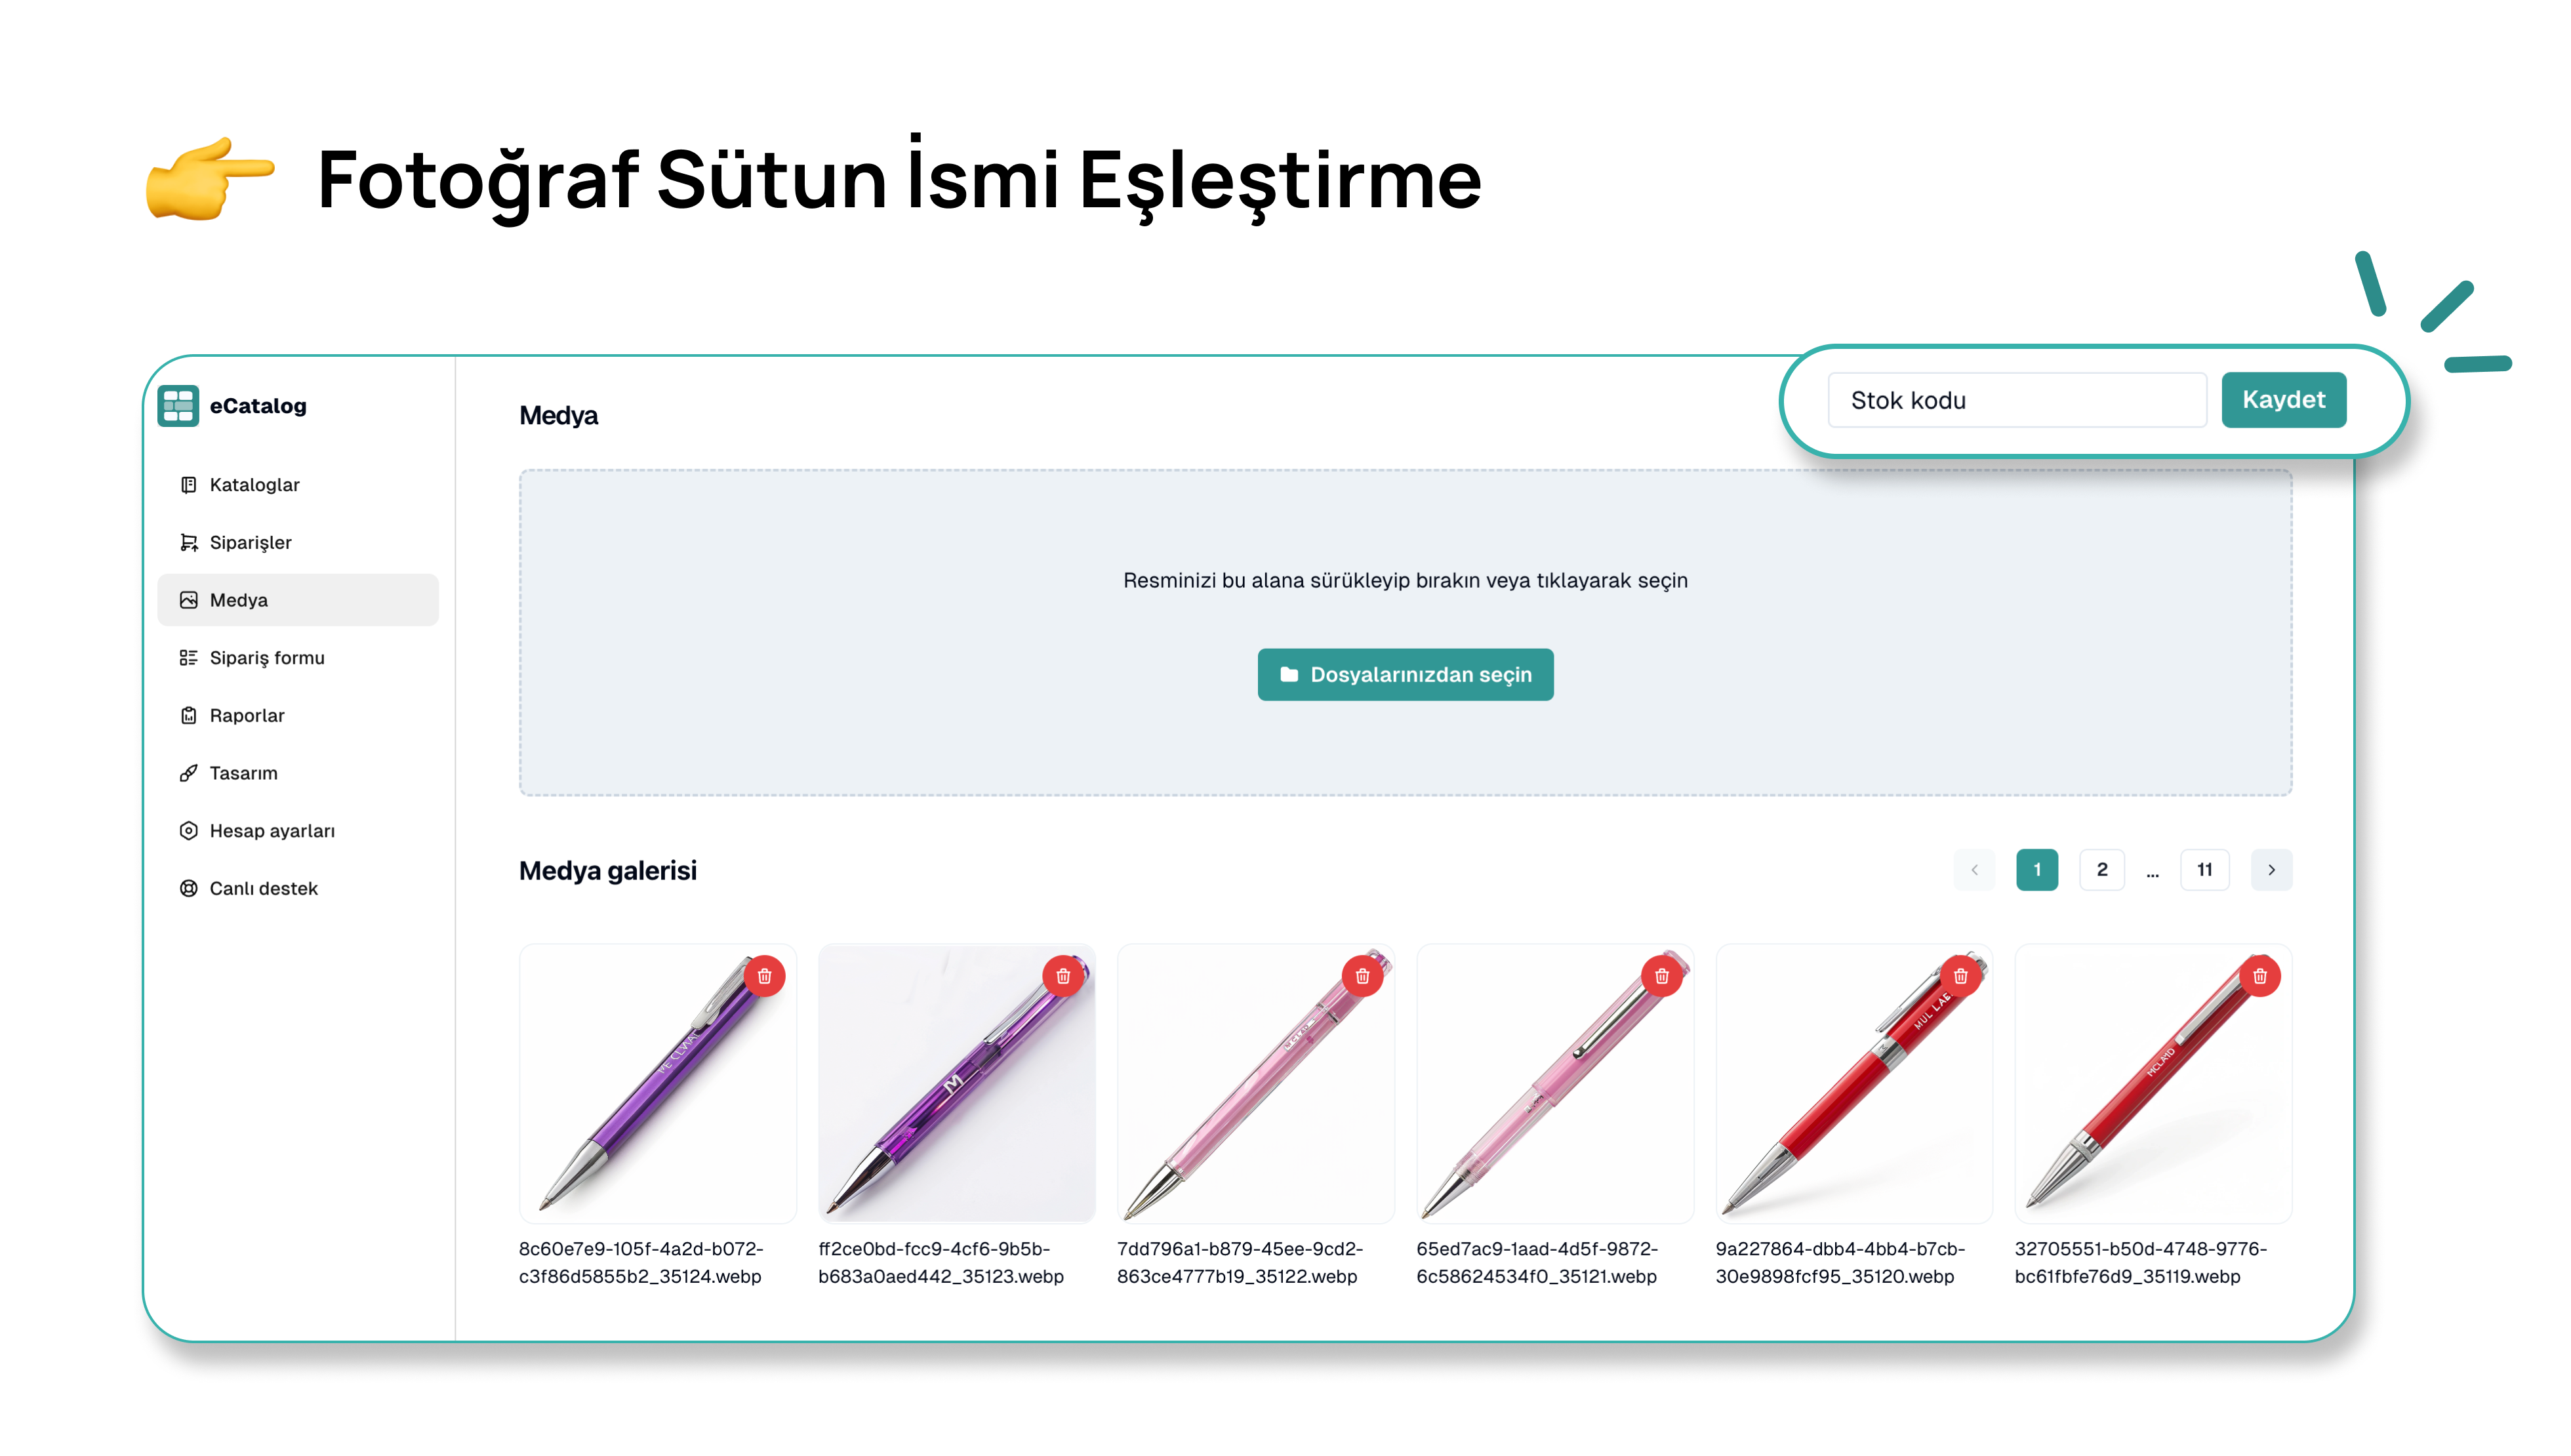 Fotoğraf Sütun İsmi Eşleştirme
eCatalog
Kataloglar
Siparişler
Medya
Sipariş formu
Raporlar
Tasarım
Hesap ayarları
Canlı destek
Medya
Stok kodu
Kaydet
Resminizi bu alana sürükleyip bırakın veya tıklayarak seçin
Dosyalarınızdan seçin
Medya galerisi
1 2 ... 11
M
MUL LAB
8c60e7e9-105f-4a2d-b072-
c3f86d5855b2_35124.webp
ff2ce0bd-fcc9-4cf6-9b5b-
b683a0aed442_35123.webp
7dd796a1-b879-45ee-9cd2-
863ce4777b19_35122.webp
65ed7ac9-1aad-4d5f-9872-
6c58624534f0_35121.webp
9a227864-dbb4-4bb4-b7cb-
30e9898fcf95_35120.webp
32705551-b50d-4748-9776-
bc61fbfe76d9_35119.webp